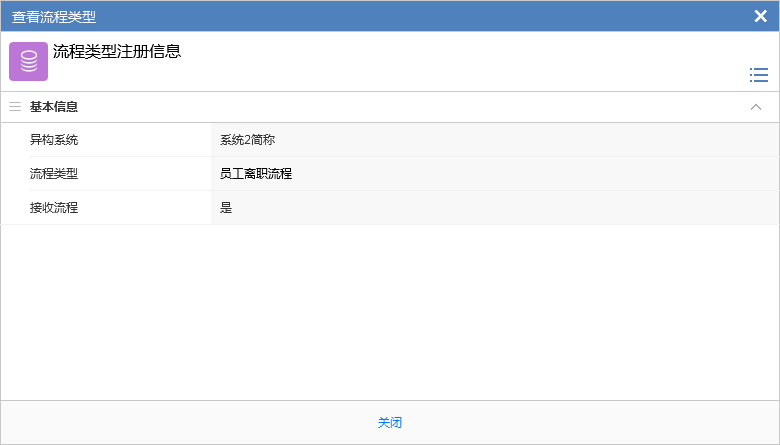 查看流程类型
流程类型注册信息
基本信息
异构系统 系统2简称
流程类型 员工离职流程
接收流程 是
关闭